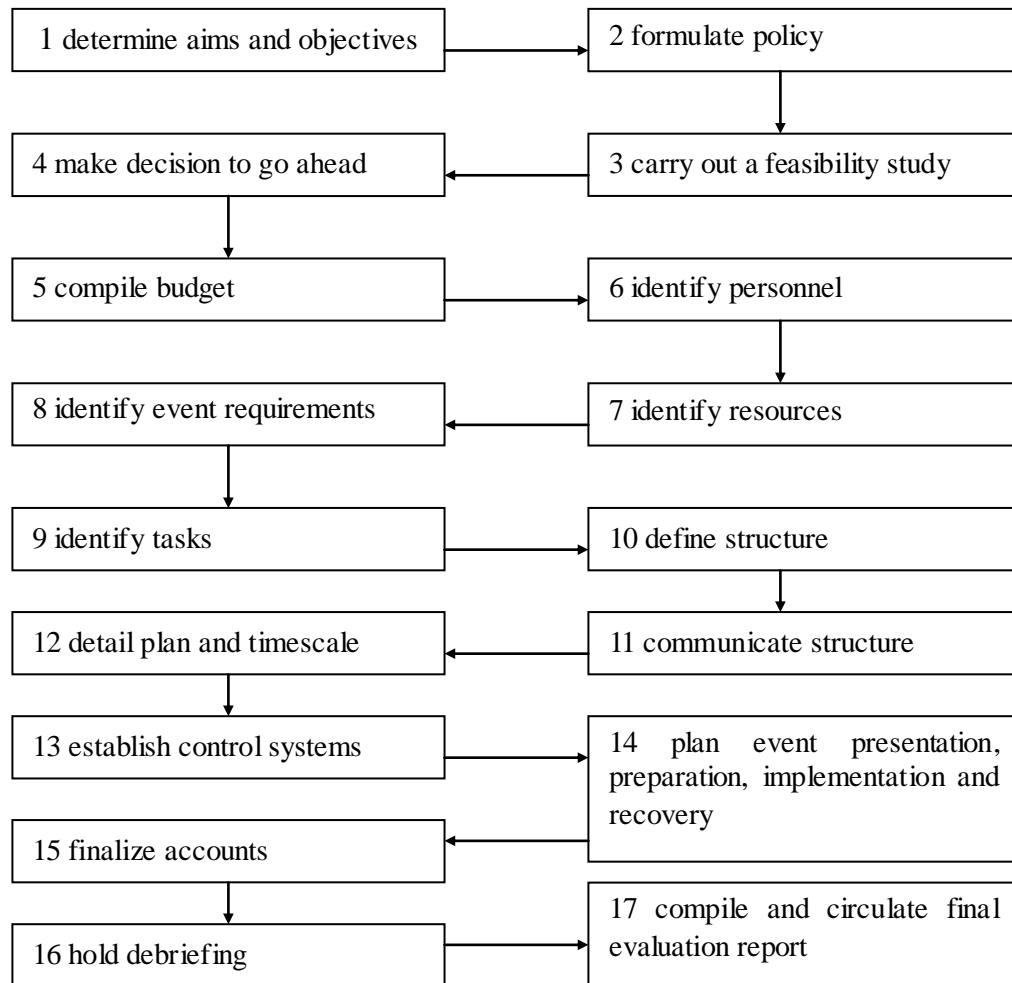 1 determine aims and objectives
2 formulate policy
3 carry out a feasibility study
4 make decision to go ahead
5 compile budget
6 identify personnel
7 identify resources
8 identify event requirements
9 identify tasks
10 define structure
11 communicate structure
12 detail plan and timescale
13 establish control systems
14 plan event presentation,
preparation, implementation and
recovery
15 finalize accounts
16 hold debriefing
17 compile and circulate final
evaluation report